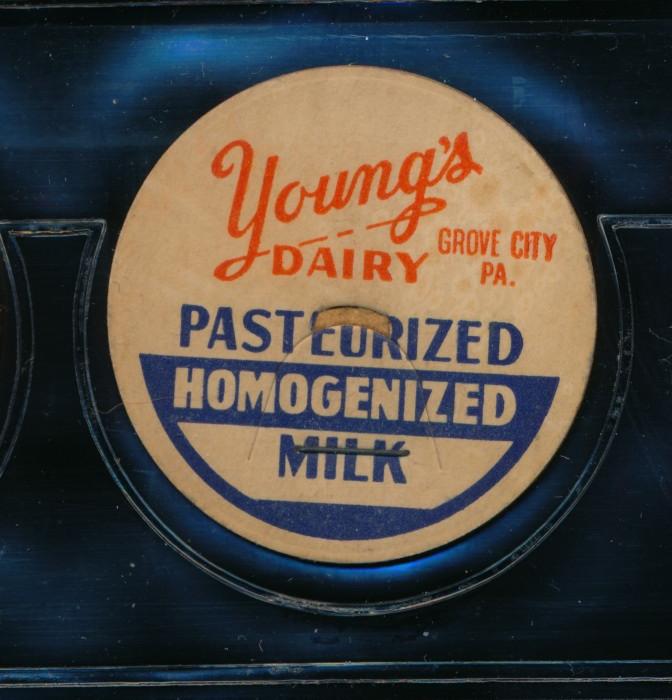 Young's
DAIRY
GROVE CITY
PA.
PASTEURIZED
HOMOGENIZED
MILK